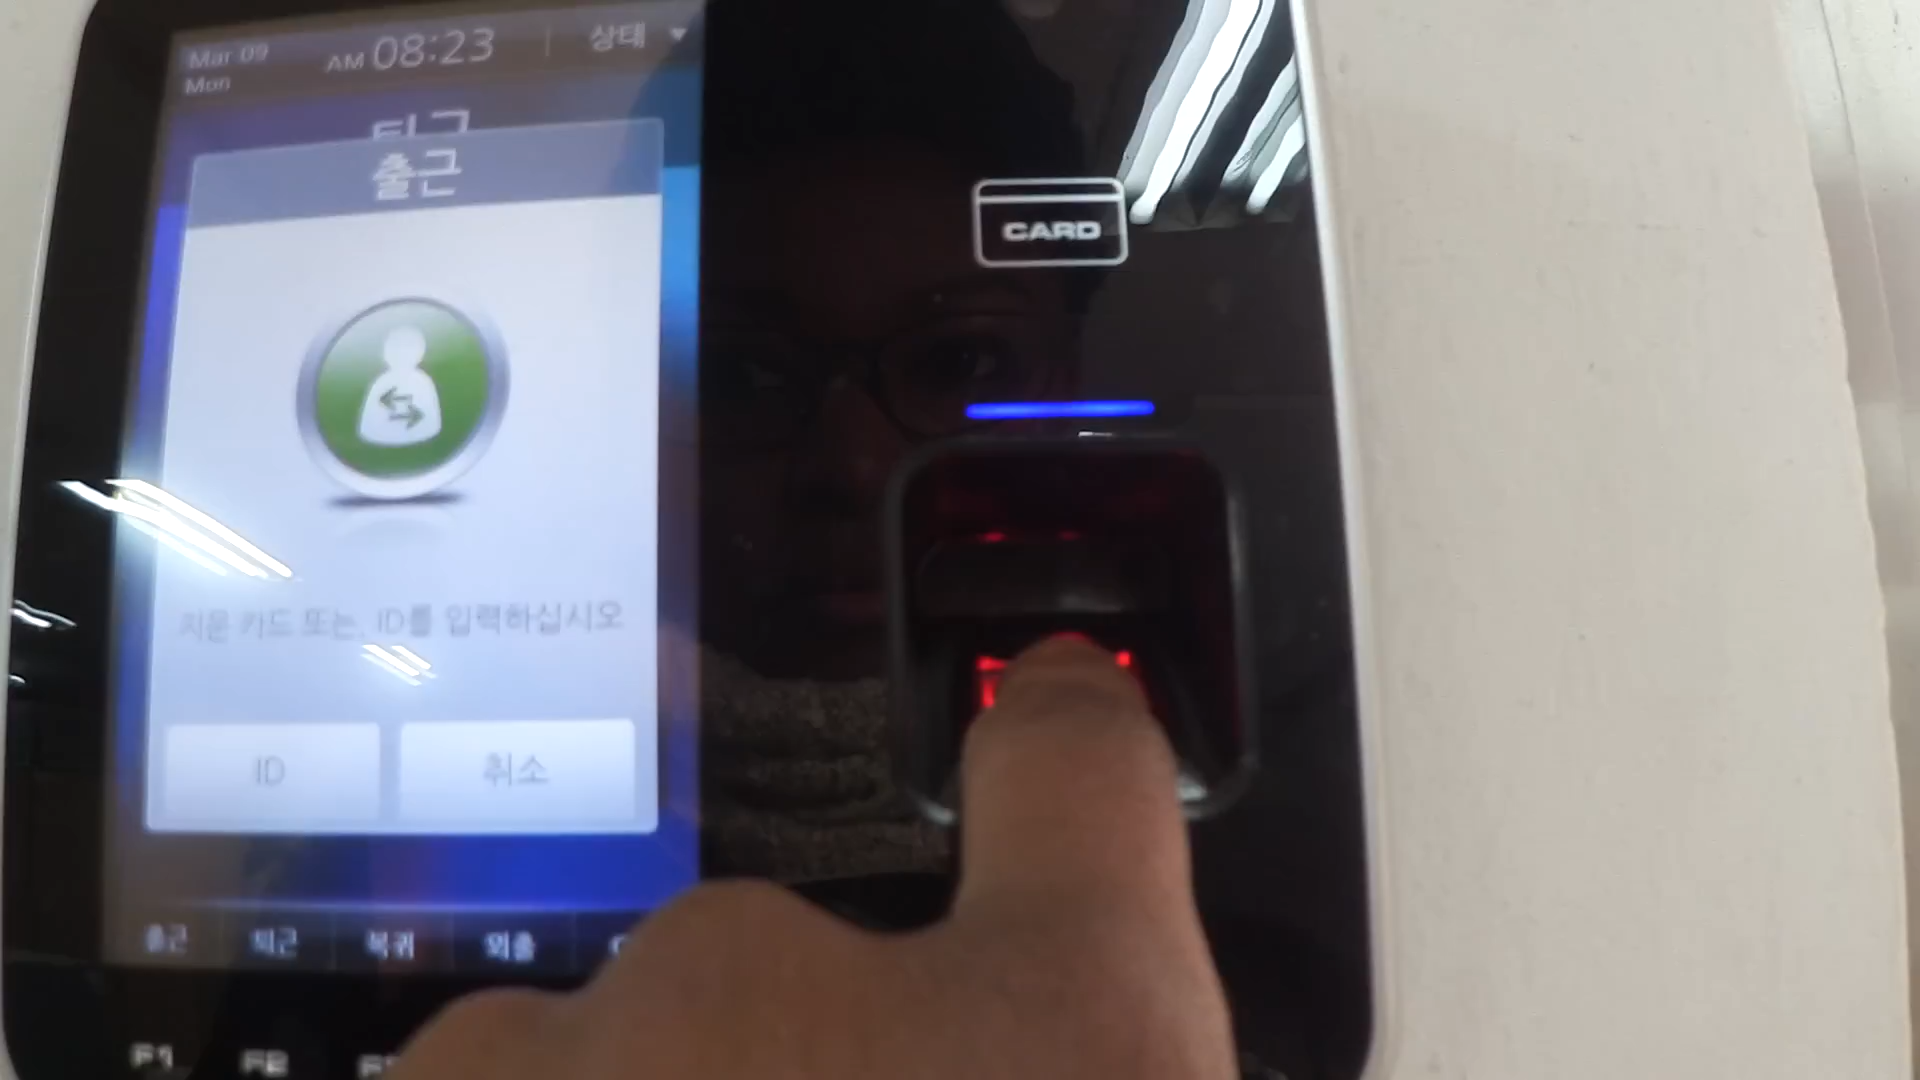 Mar 09
Mon
AM 08:23
상태
퇴근
출근
지문 카드 또는, ID를 입력하십시오
ID
취소
출근
퇴근
복귀
외출
CARD
F1
F2